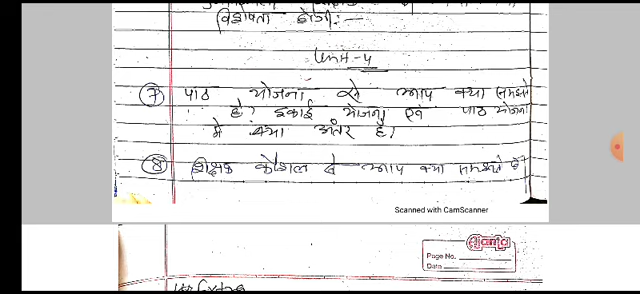 विशेषता होगी:—
Unit-4
(7) पाठ योजना से आप क्या समझते
है? इकाई योजना एवं पाठ योजना
में क्या अंतर है।
(8) शिक्षक कौशल से आप क्या समझते है?
Scanned with CamScanner
Page No.
Date